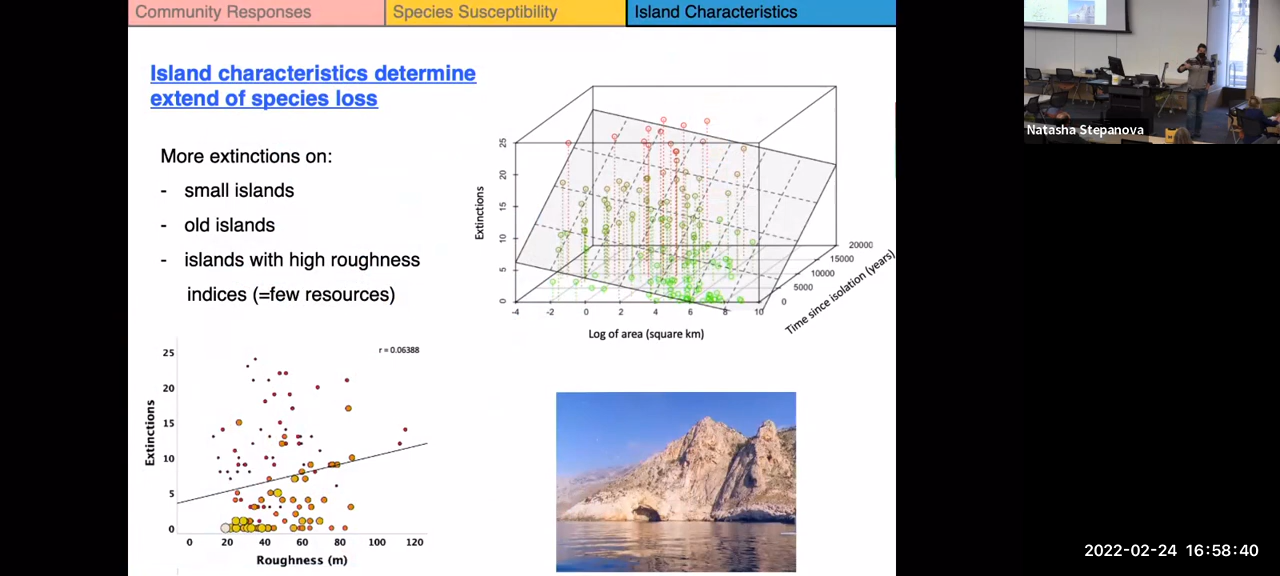 Community Responses
Species Susceptibility
Island Characteristics
Island characteristics determine
extend of species loss
More extinctions on:
- small islands
- old islands
- islands with high roughness
indices (=few resources)
Extinctions
25
20
15
10
5
0
-4 -2 0 2 4 6 8 10
Log of area (square km)
0
5000
10000
15000
20000
Time since isolation (years)
r = 0.06388
Extinctions
25
20
15
10
5
0
0 20 40 60 80 100 120
Roughness (m)
Natasha Stepanova
2022-02-24 16:58:40